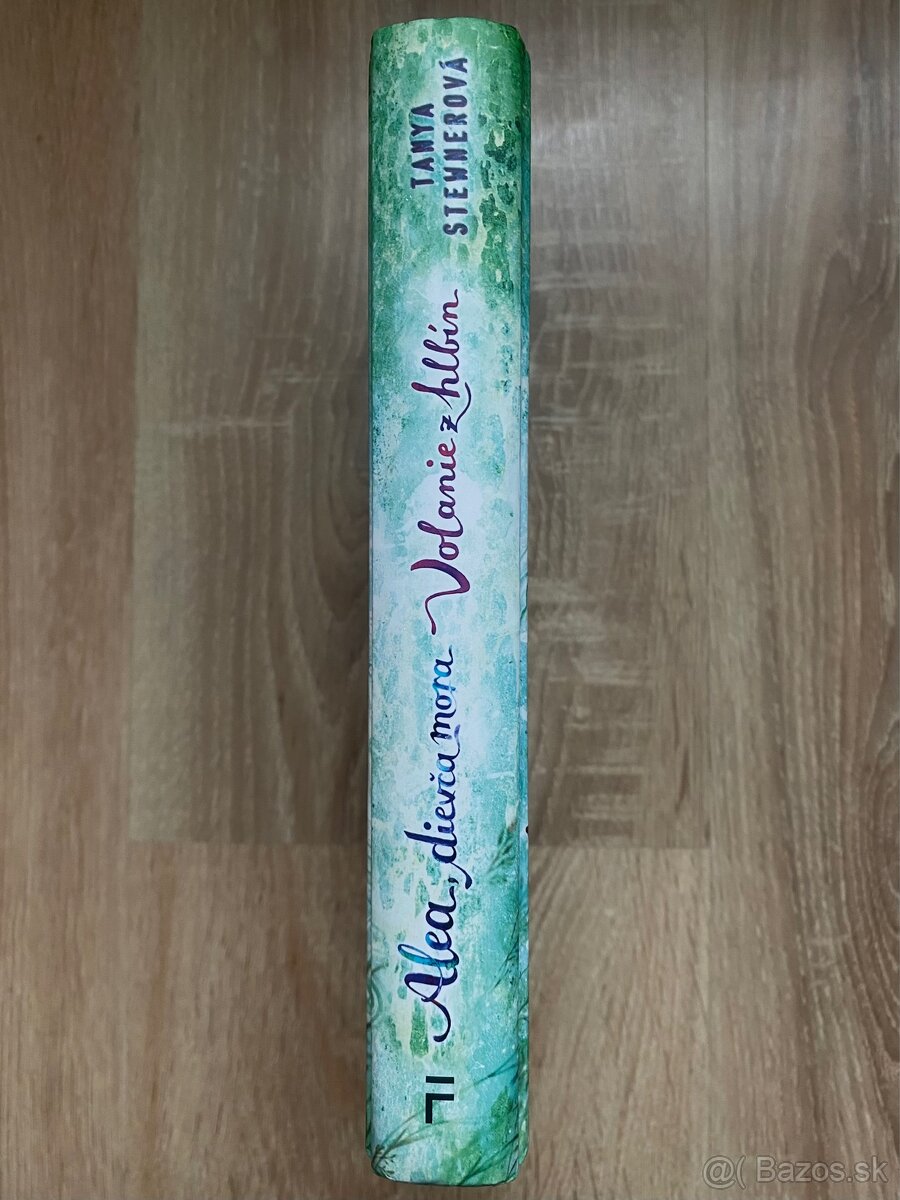 TANYA
STEWNEROVÁ
Alea, dievča mora Volanie z hlbín
@( Bazos.sk